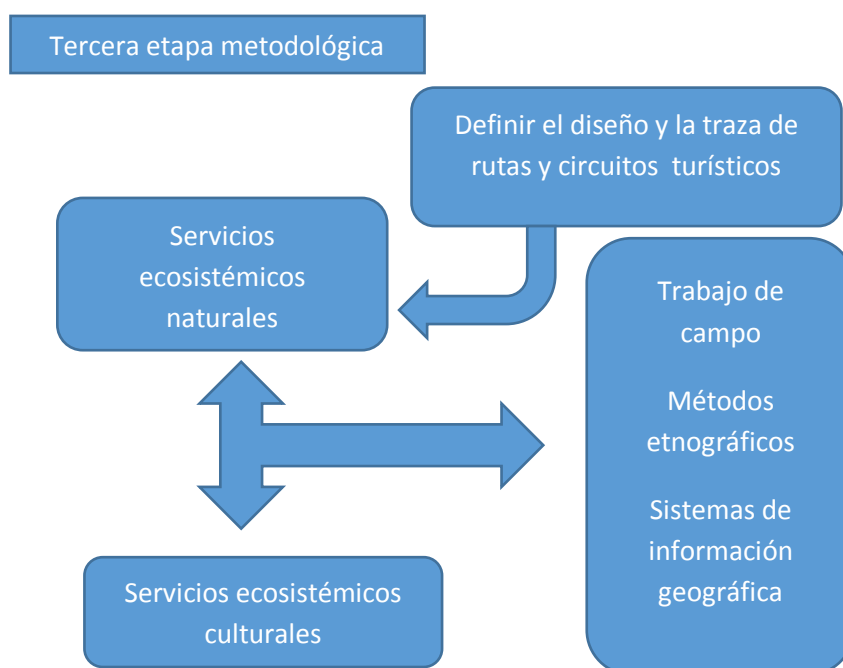 Tercera etapa metodológica
Definir el diseño y la traza de
rutas y circuitos turísticos
Servicios
ecosistémicos
naturales
Trabajo de
campo
Métodos
etnográficos
Sistemas de
información
geográfica
Servicios ecosistémicos
culturales